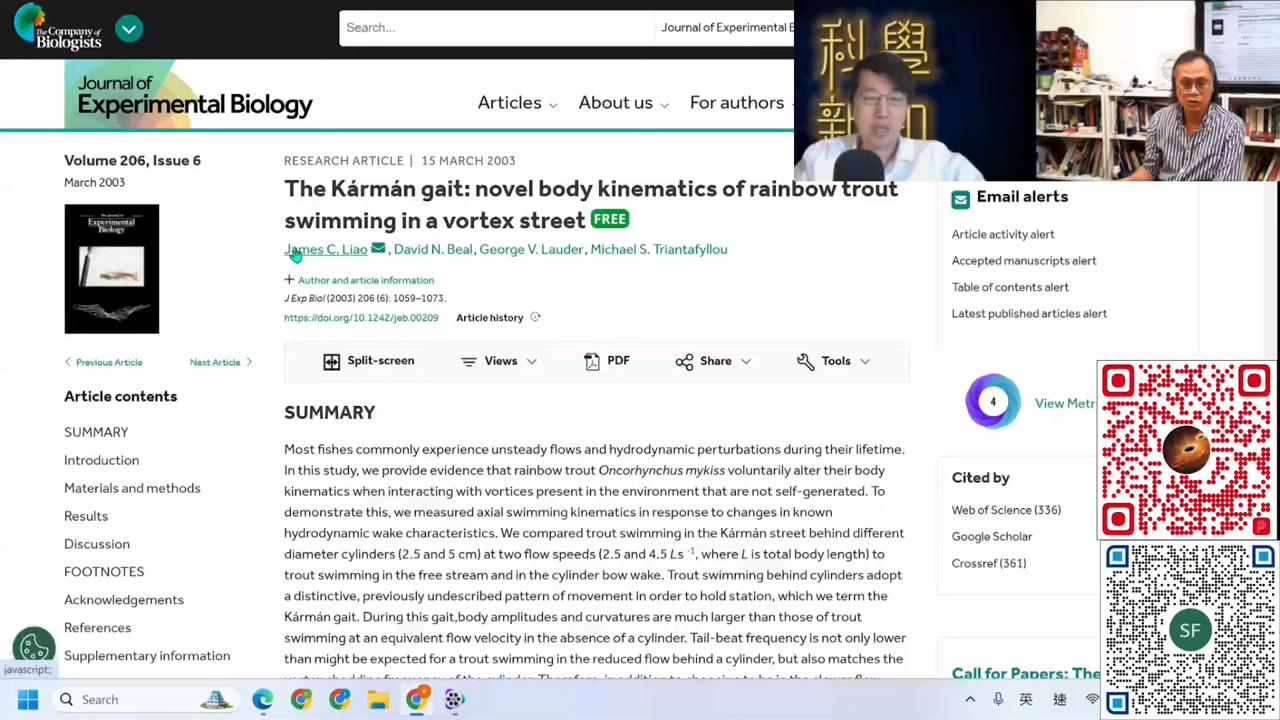 The Company
of
Biologists
Search...
Journal of Experimental B
Journal of
Experimental Biology
Articles
About us
For authors
科學
新
Volume 206, Issue 6
March 2003
RESEARCH ARTICLE | 15 MARCH 2003
The Kármán gait: novel body kinematics of rainbow trout
swimming in a vortex street FREE
James C. Liao , David N. Beal, George V. Lauder, Michael S. Triantafyllou
+ Author and article information
J Exp Biol (2003) 206 (6): 1059–1073.
https://doi.org/10.1242/jeb.00209 Article history
Split-screen
Views
PDF
Share
Tools
Previous Article
Next Article
Article contents
SUMMARY
Introduction
Materials and methods
Results
Discussion
FOOTNOTES
Acknowledgements
References
Supplementary information
SUMMARY
Most fishes commonly experience unsteady flows and hydrodynamic perturbations during their lifetime.
In this study, we provide evidence that rainbow trout Oncorhynchus mykiss voluntarily alter their body
kinematics when interacting with vortices present in the environment that are not self-generated. To
demonstrate this, we measured axial swimming kinematics in response to changes in known
hydrodynamic wake characteristics. We compared trout swimming in the Kármán street behind different
diameter cylinders (2.5 and 5 cm) at two flow speeds (2.5 and 4.5 Ls -1, where L is total body length) to
trout swimming in the free stream and in the cylinder bow wake. Trout swimming behind cylinders adopt
a distinctive, previously undescribed pattern of movement in order to hold station, which we term the
Kármán gait. During this gait,body amplitudes and curvatures are much larger than those of trout
swimming at an equivalent flow velocity in the absence of a cylinder. Tail-beat frequency is not only lower
than might be expected for a trout swimming in the reduced flow behind a cylinder, but also matches the
Email alerts
Article activity alert
Accepted manuscripts alert
Table of contents alert
Latest published articles alert
4
View Metr
Cited by
Web of Science (336)
Google Scholar
Crossref (361)
Call for Papers: The
SF
javascript:;
Search
英
速